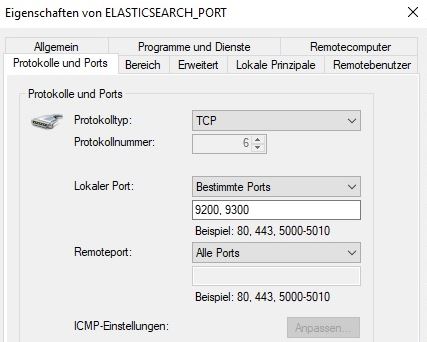 Eigenschaften von ELASTICSEARCH_PORT
Allgemein Programme und Dienste Remotecomputer
Protokolle und Ports Bereich Erweitert Lokale Prinzipale Remotebenutzer
Protokolle und Ports
Protokolltyp: TCP
Protokollnummer: 6
Lokaler Port: Bestimmte Ports
9200, 9300
Beispiel: 80, 443, 5000-5010
Remoteport: Alle Ports
Beispiel: 80, 443, 5000-5010
ICMP-Einstellungen: Anpassen...